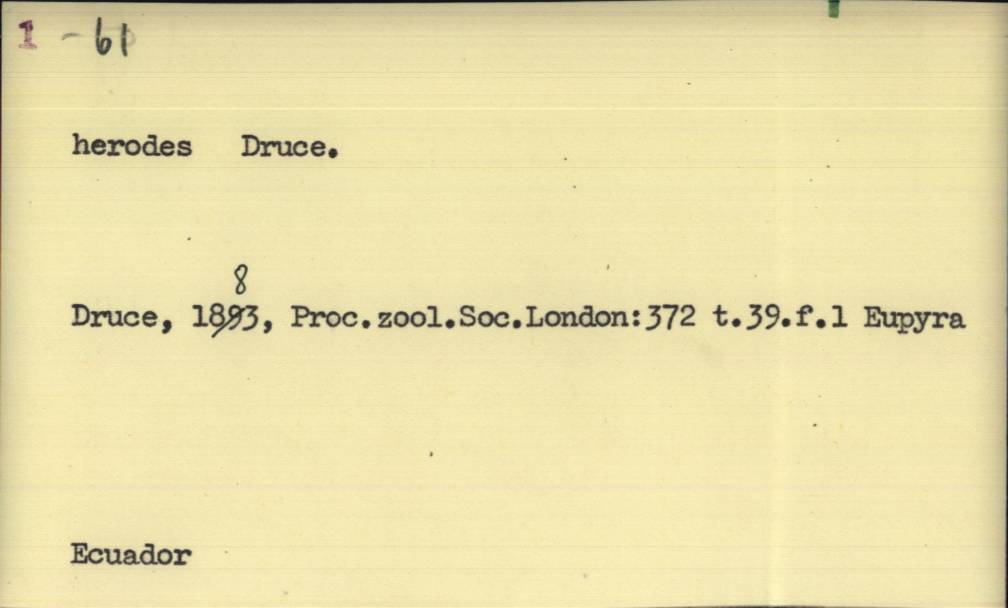 1 - 61
herodes Druce.
8
Druce, 1893, Proc.zool.Soc.London:372 t.39.f.1 Eupyra
Ecuador